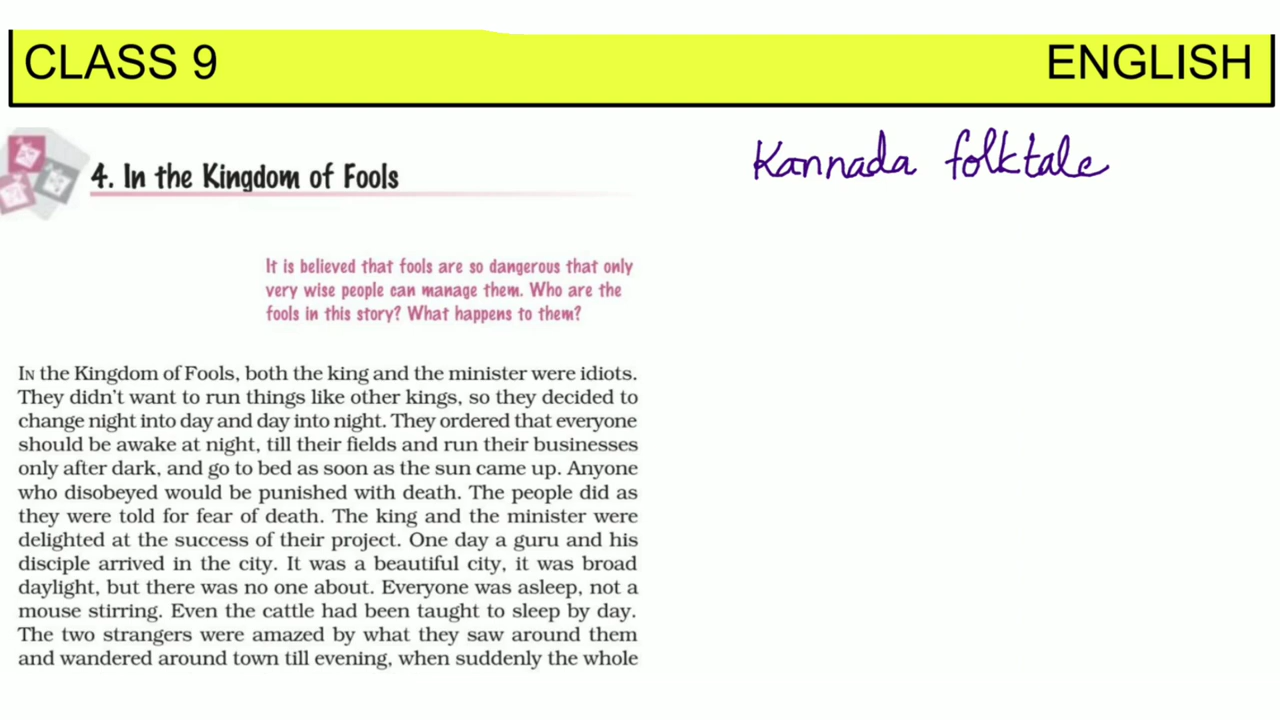 CLASS 9 ENGLISH
4. In the Kingdom of Fools
Kannada folktale
It is believed that fools are so dangerous that only
very wise people can manage them. Who are the
fools in this story? What happens to them?
IN the Kingdom of Fools, both the king and the minister were idiots.
They didn't want to run things like other kings, so they decided to
change night into day and day into night. They ordered that everyone
should be awake at night, till their fields and run their businesses
only after dark, and go to bed as soon as the sun came up. Anyone
who disobeyed would be punished with death. The people did as
they were told for fear of death. The king and the minister were
delighted at the success of their project. One day a guru and his
disciple arrived in the city. It was a beautiful city, it was broad
daylight, but there was no one about. Everyone was asleep, not a
mouse stirring. Even the cattle had been taught to sleep by day.
The two strangers were amazed by what they saw around them
and wandered around town till evening, when suddenly the whole